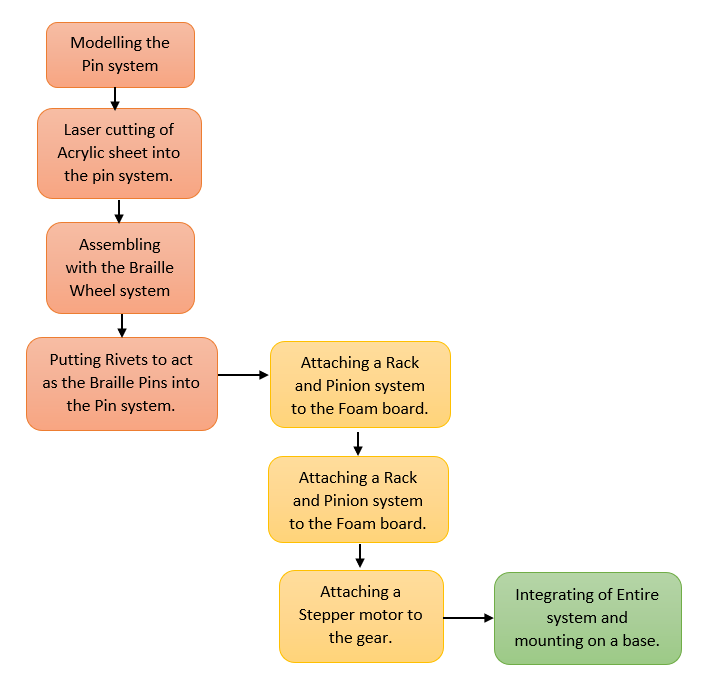 Modelling the
Pin system
Laser cutting of
Acrylic sheet into
the pin system.
Assembling
with the Braille
Wheel system
Putting Rivets to act
as the Braille Pins into
the Pin system.
Attaching a Rack
and Pinion system
to the Foam board.
Attaching a Rack
and Pinion system
to the Foam board.
Attaching a
Stepper motor to
the gear.
Integrating of Entire
system and
mounting on a base.